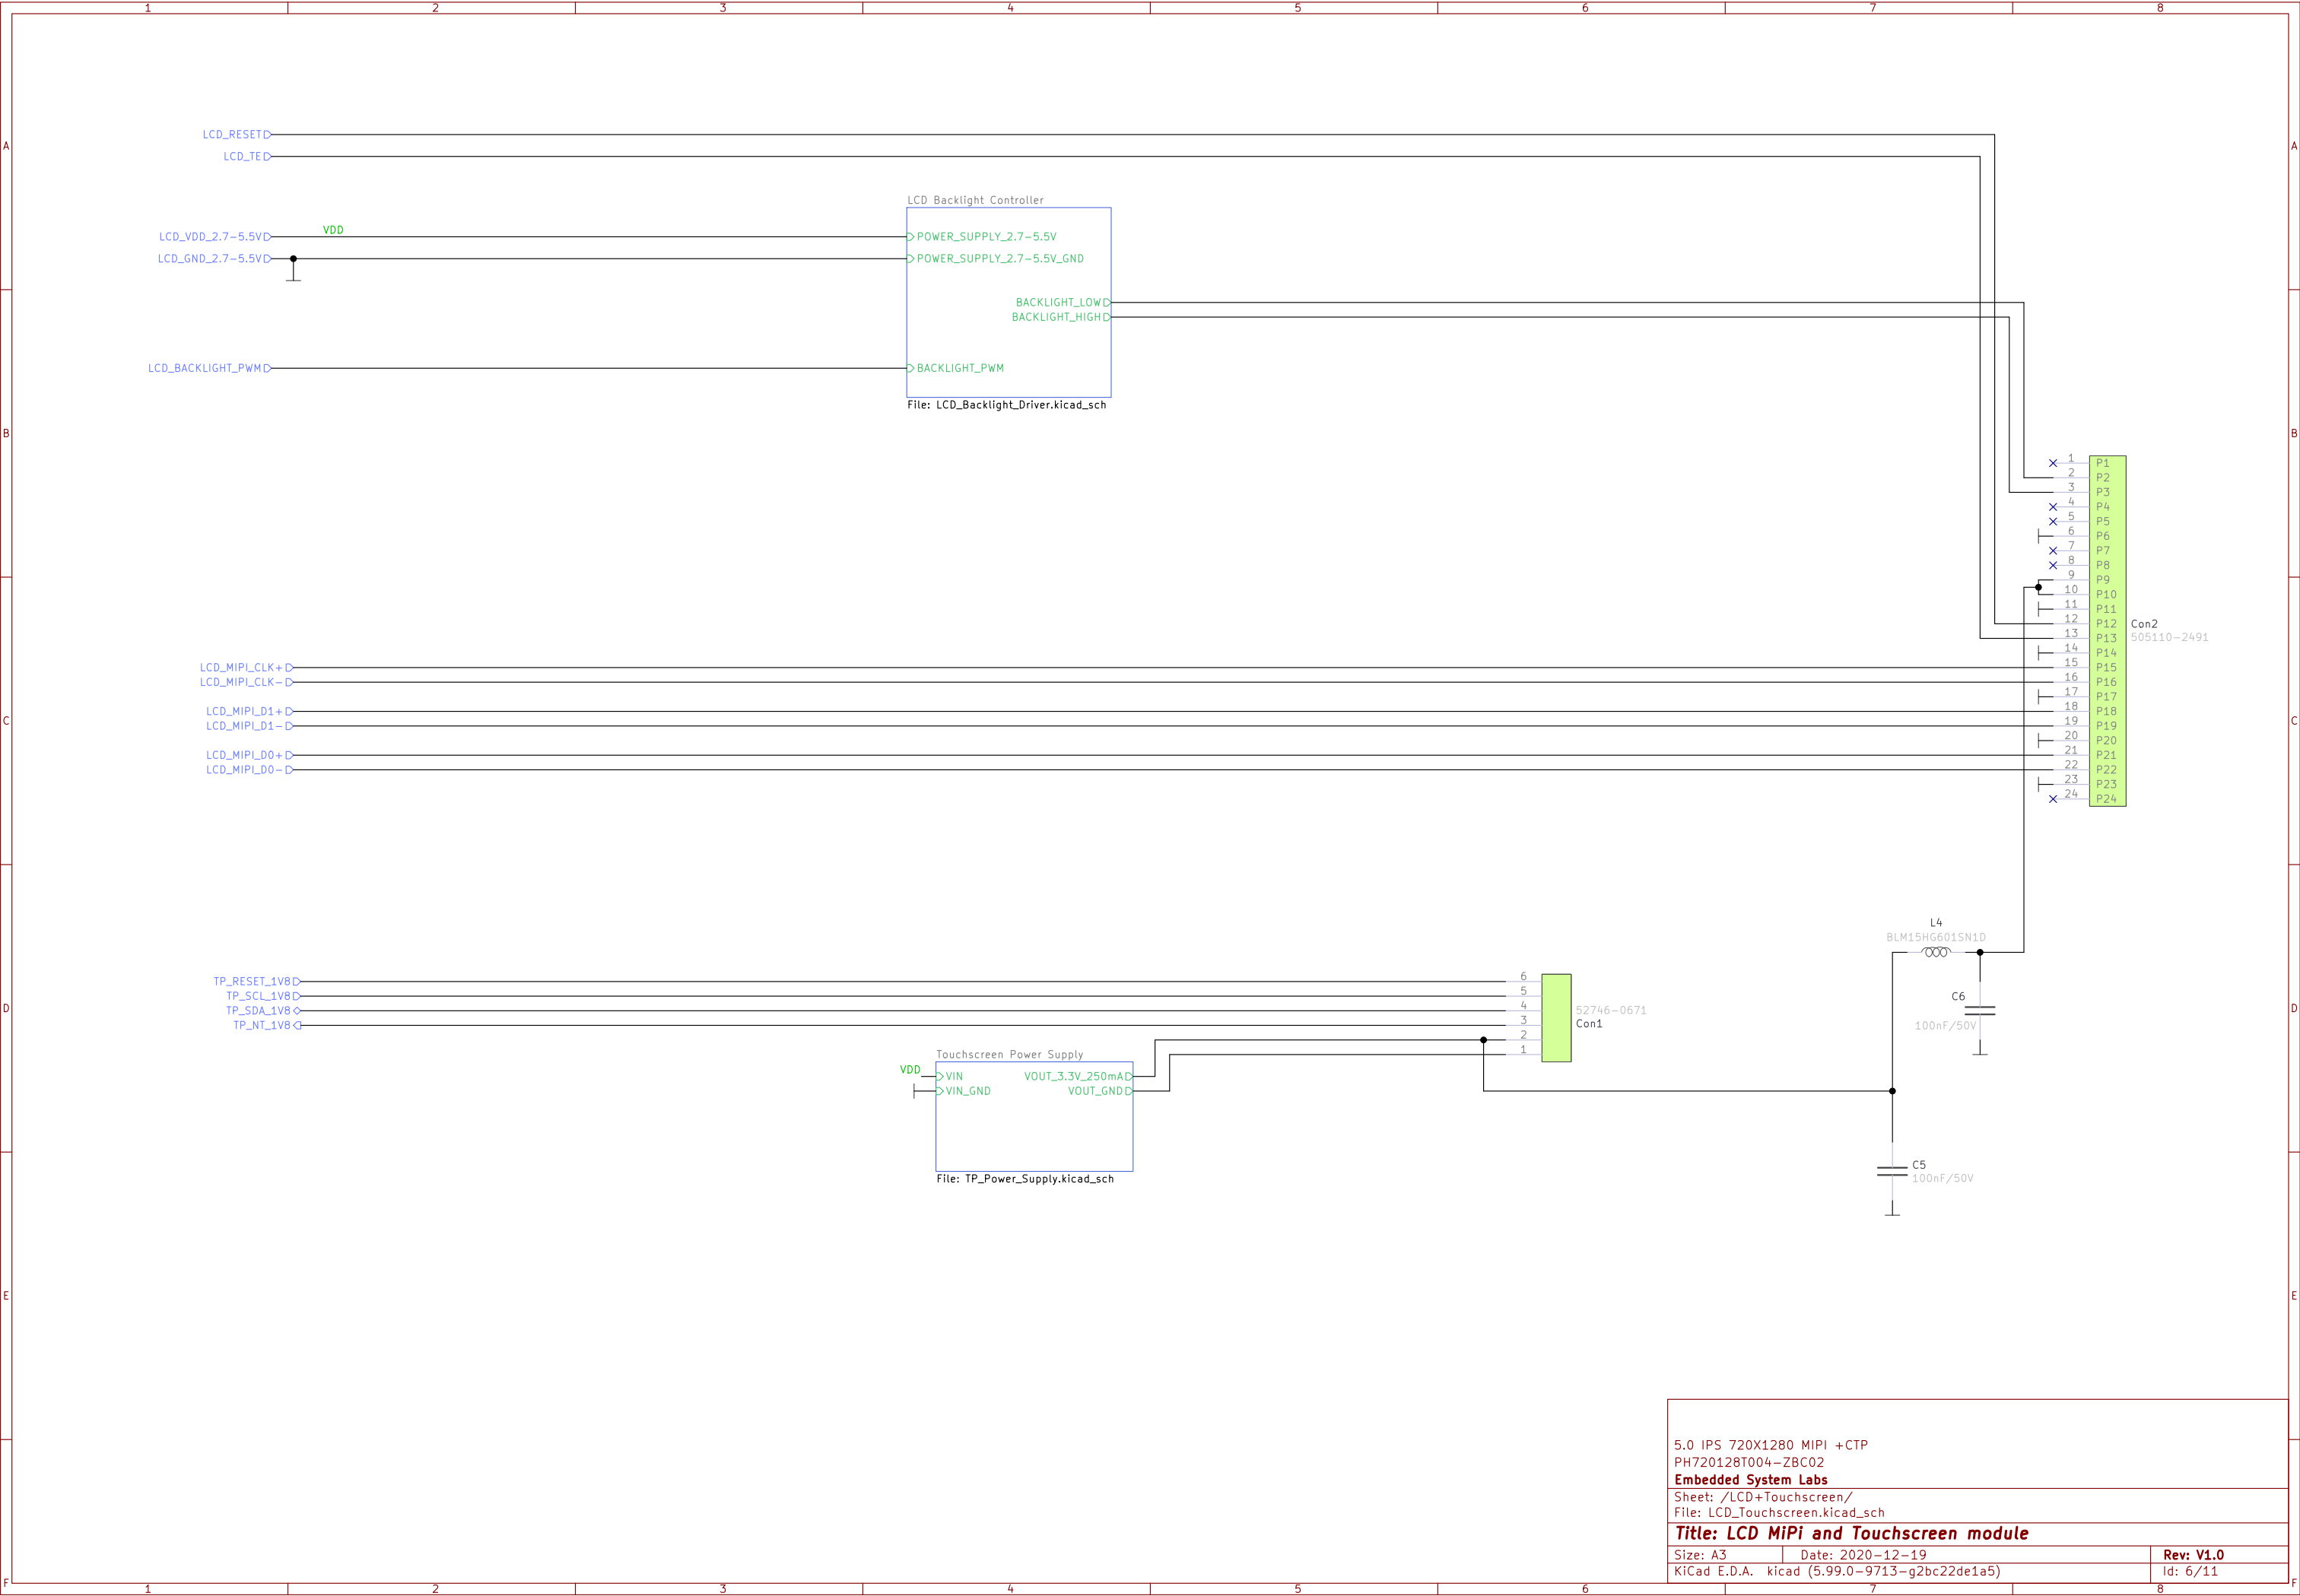 1 2 3 4 5 6 7 8
A A
LCD_RESET
LCD_TE
LCD Backlight Controller
LCD_VDD_2.7-5.5V VDD POWER_SUPPLY_2.7-5.5V
LCD_GND_2.7-5.5V POWER_SUPPLY_2.7-5.5V_GND
BACKLIGHT_LOW
BACKLIGHT_HIGH
LCD_BACKLIGHT_PWM BACKLIGHT_PWM
File: LCD_Backlight_Driver.kicad_sch
B B
1 P1
2 P2
3 P3
4 P4
5 P5
6 P6
7 P7
8 P8
9 P9
10 P10
11 P11
12 P12
13 P13
14 P14
15 P15
16 P16
17 P17
18 P18
19 P19
20 P20
21 P21
22 P22
23 P23
24 P24
Con2
505110-2491
LCD_MIPI_CLK+
LCD_MIPI_CLK-
LCD_MIPI_D1+
LCD_MIPI_D1-
LCD_MIPI_D0+
LCD_MIPI_D0-
C C
L4
BLM15HG601SN1D
C6
100nF/50V
D D
TP_RESET_1V8 6
TP_SCL_1V8 5
TP_SDA_1V8 4
TP_NT_1V8 3
2
1
52746-0671
Con1
Touchscreen Power Supply
VDD VIN VOUT_3.3V_250mA
VIN_GND VOUT_GND
File: TP_Power_Supply.kicad_sch
C5
100nF/50V
E E
5.0 IPS 720X1280 MIPI +CTP
PH720128T004-ZBC02
Embedded System Labs
Sheet: /LCD+Touchscreen/
File: LCD_Touchscreen.kicad_sch
Title: LCD MiPi and Touchscreen module
Size: A3 Date: 2020-12-19 Rev: V1.0
KiCad E.D.A. kicad (5.99.0-9713-g2bc22de1a5) Id: 6/11
F F
1 2 3 4 5 6 7 8